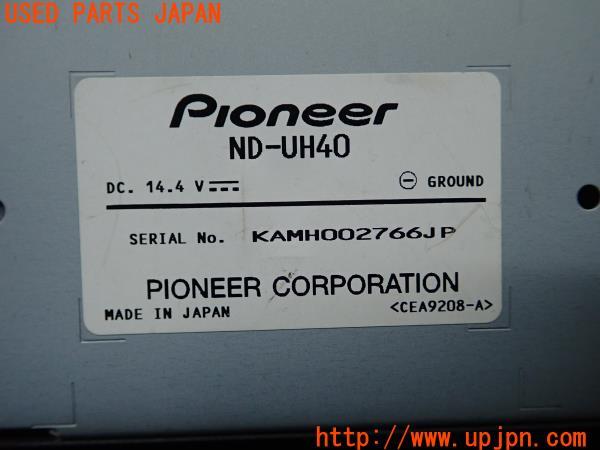 USED PARTS JAPAN
Pioneer
ND-UH40
DC. 14.4 V ⎓
⊖ GROUND
SERIAL No. KAMH002766JP
PIONEER CORPORATION
MADE IN JAPAN
<CEA9208-A>
http://www.upjpn.com